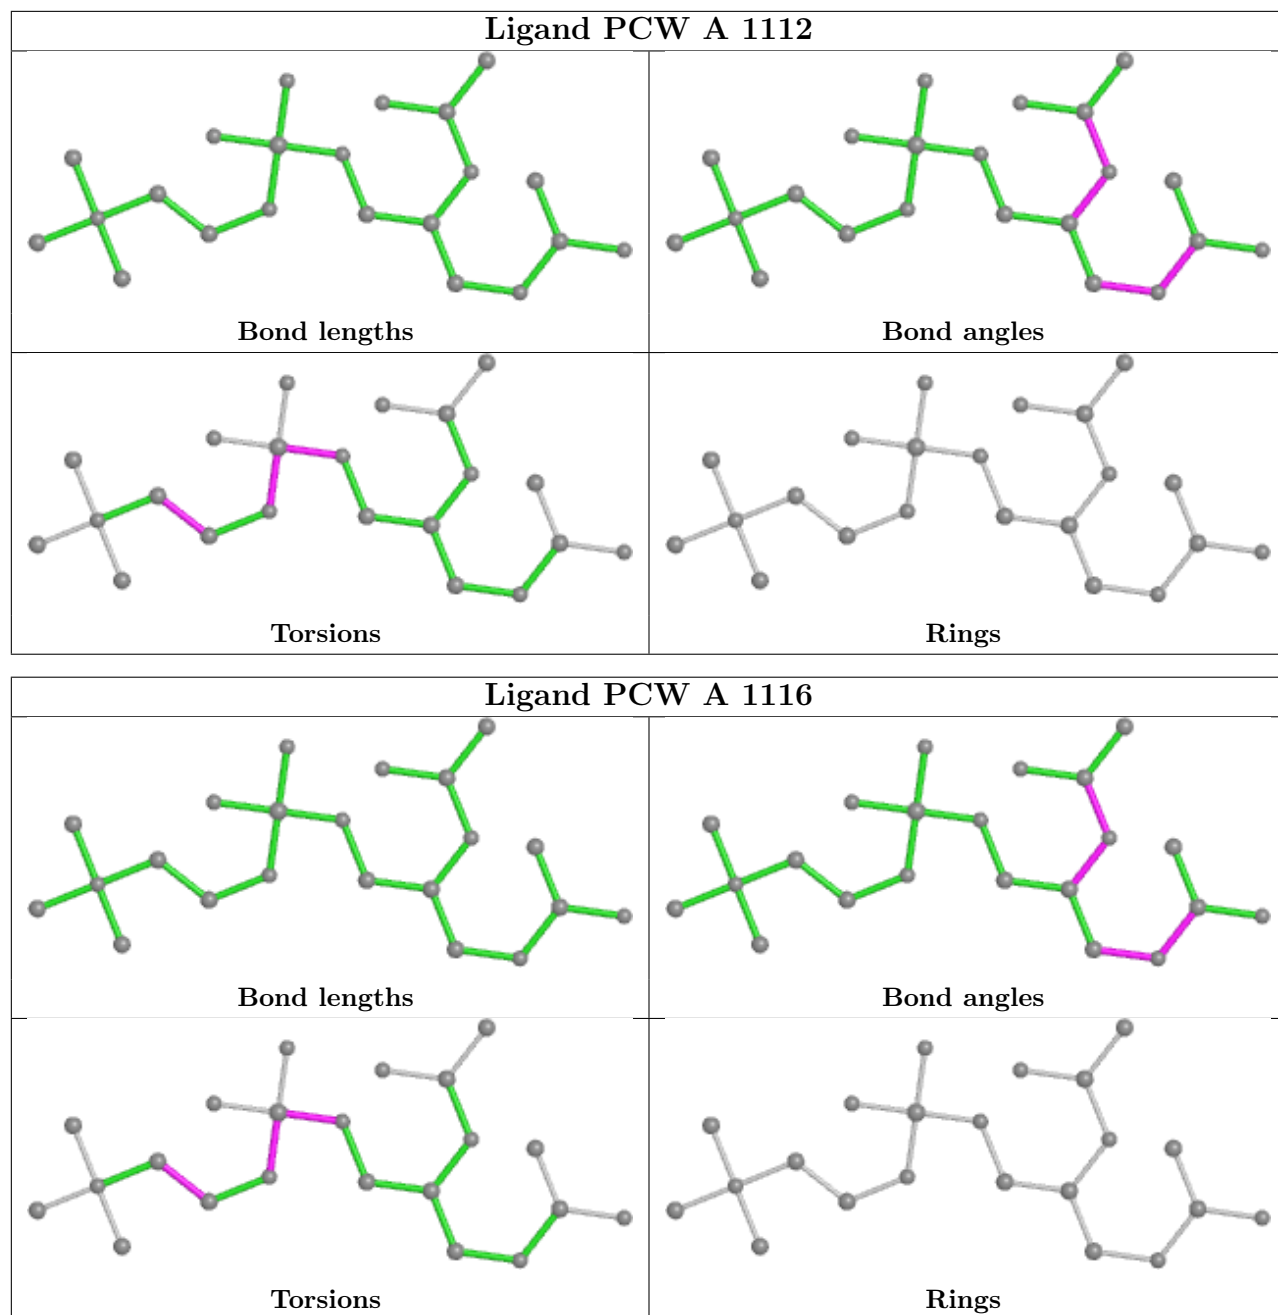 Ligand PCW A 1112
Bond lengths
Bond angles
Torsions
Rings
Ligand PCW A 1116
Bond lengths
Bond angles
Torsions
Rings